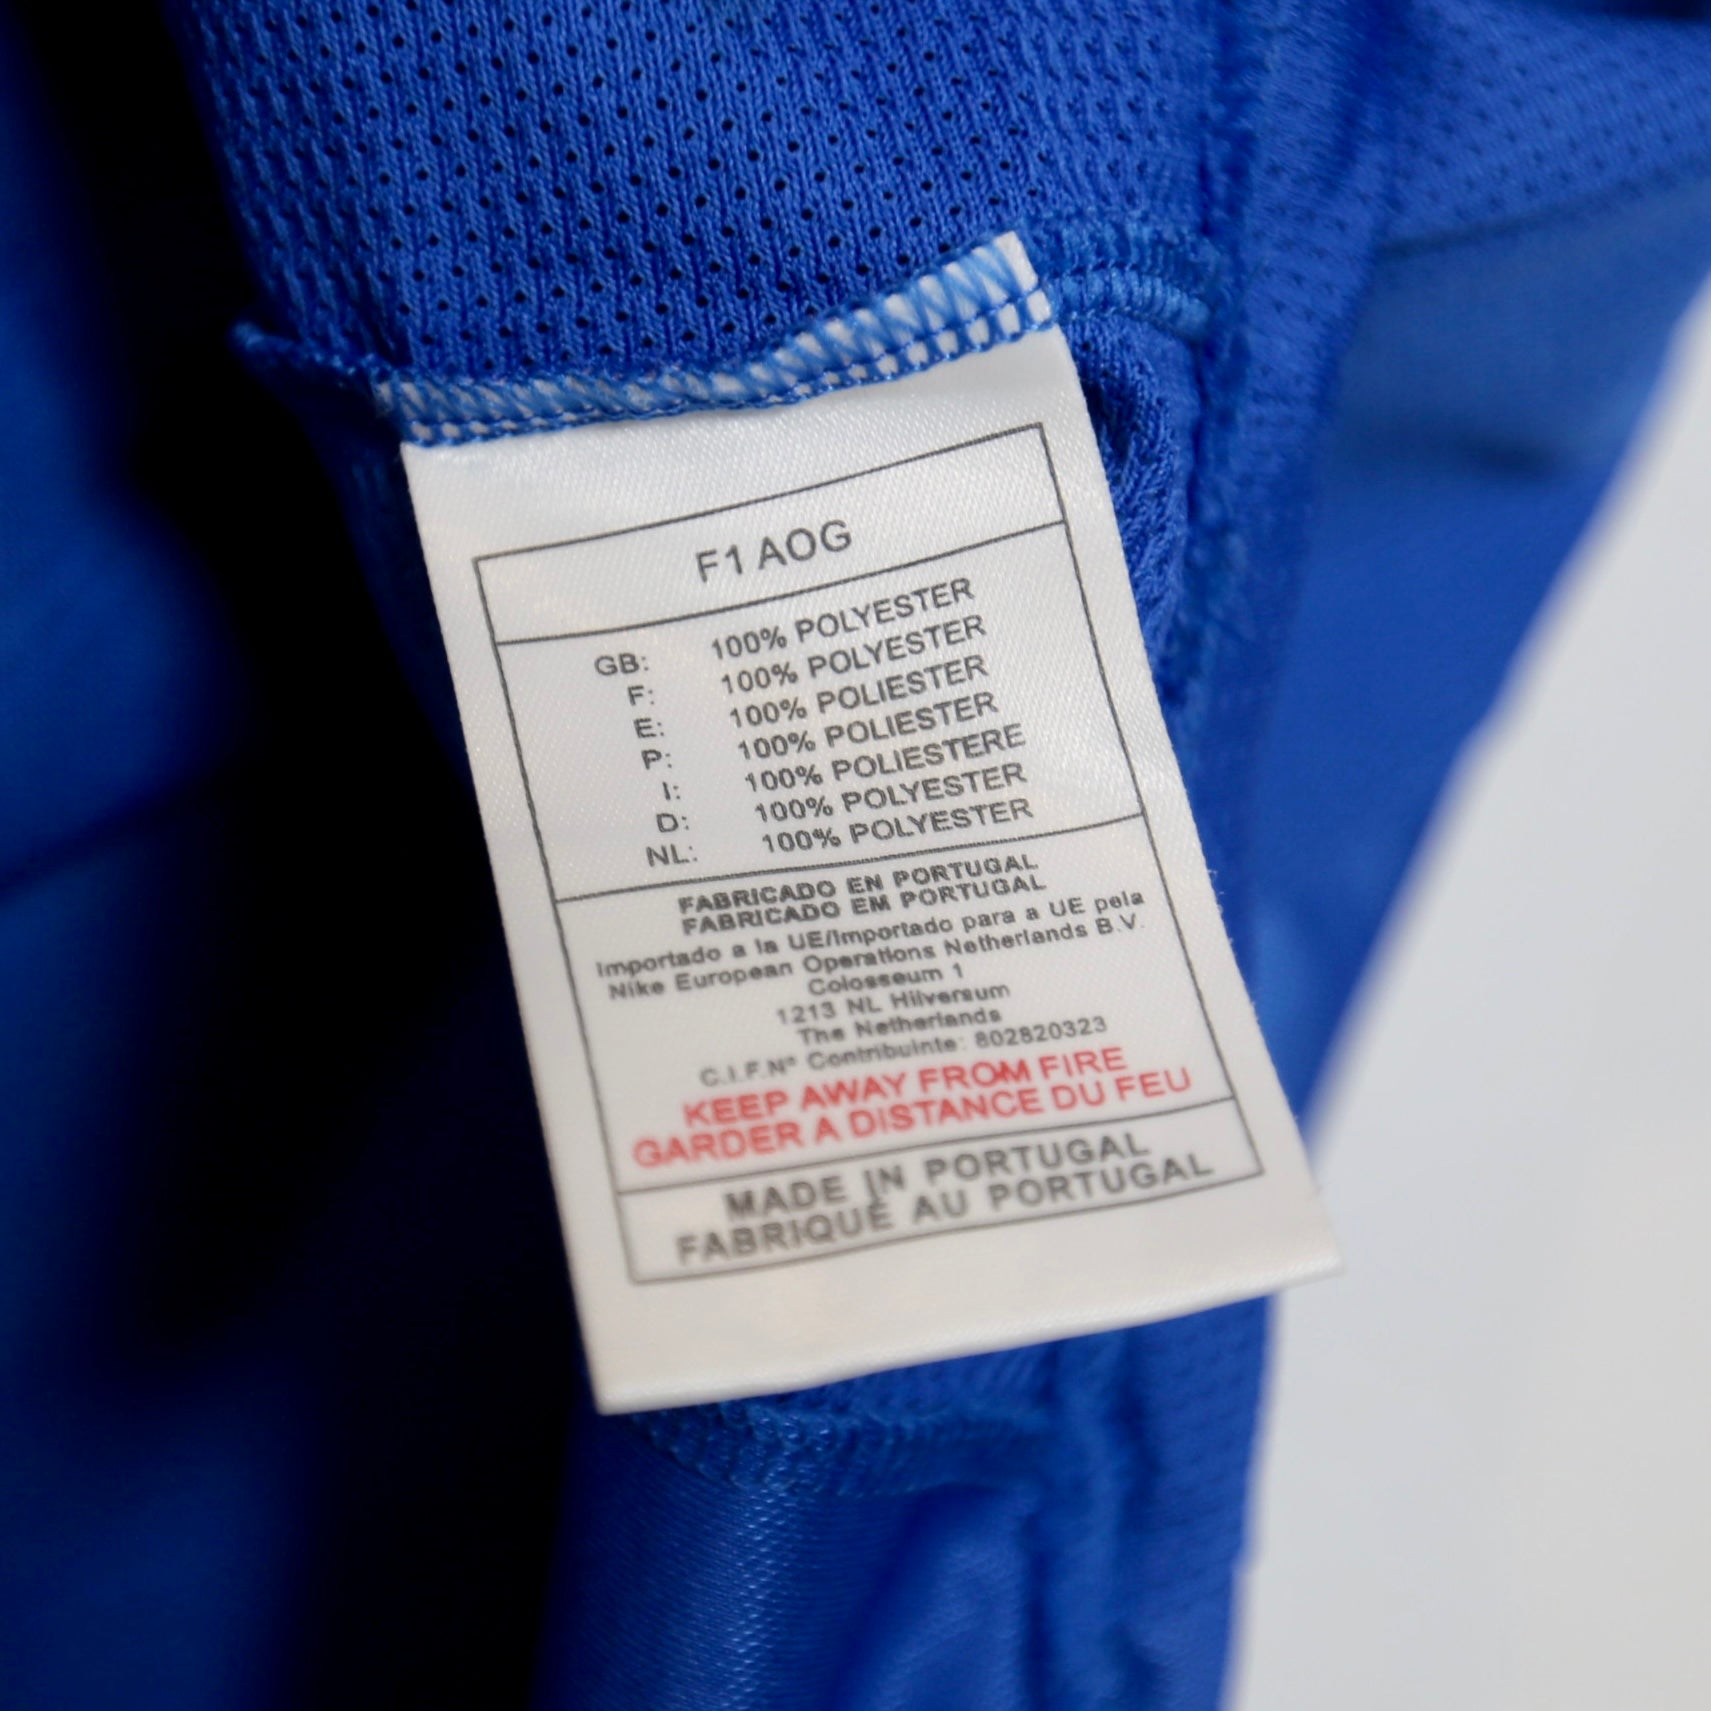 F1 AOG
GB: 100% POLYESTER
F: 100% POLYESTER
E: 100% POLIESTER
P: 100% POLIESTER
I: 100% POLIESTERE
D: 100% POLYESTER
NL: 100% POLYESTER
FABRICADO EN PORTUGAL
FABRICADO EM PORTUGAL
Importado a la UE/Importado para a UE pela
Nike European Operations Netherlands B.V.
Colosseum 1
1213 NL Hilversum
The Netherlands
C.I.F.Nº Contribuinte: 802820323
KEEP AWAY FROM FIRE
GARDER A DISTANCE DU FEU
MADE IN PORTUGAL
FABRIQUÉ AU PORTUGAL